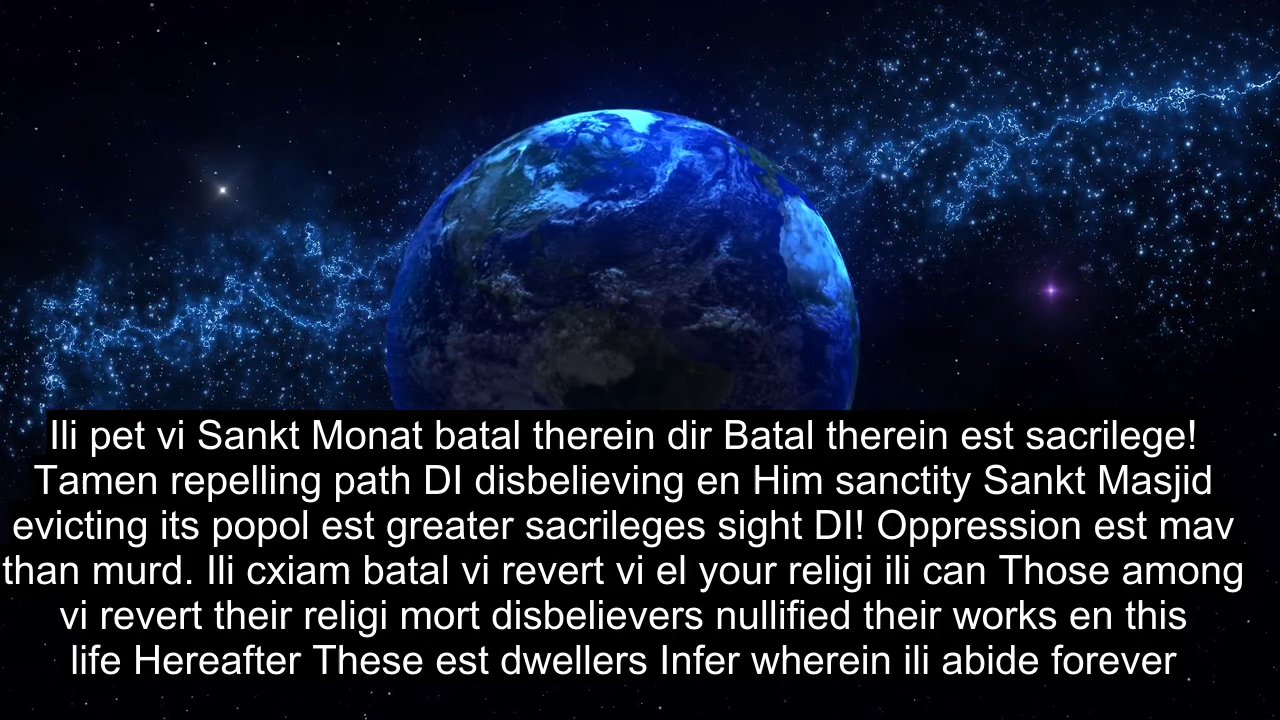 Ili pet vi Sankt Monat batal therein dir Batal therein est sacrilege!
Tamen repelling path DI disbelieving en Him sanctity Sankt Masjid
evicting its popol est greater sacrileges sight DI! Oppression est mav
than murd. Ili cxiam batal vi revert vi el your religi ili can Those among
vi revert their religi mort disbelievers nullified their works en this
life Hereafter These est dwellers Infer wherein ili abide forever